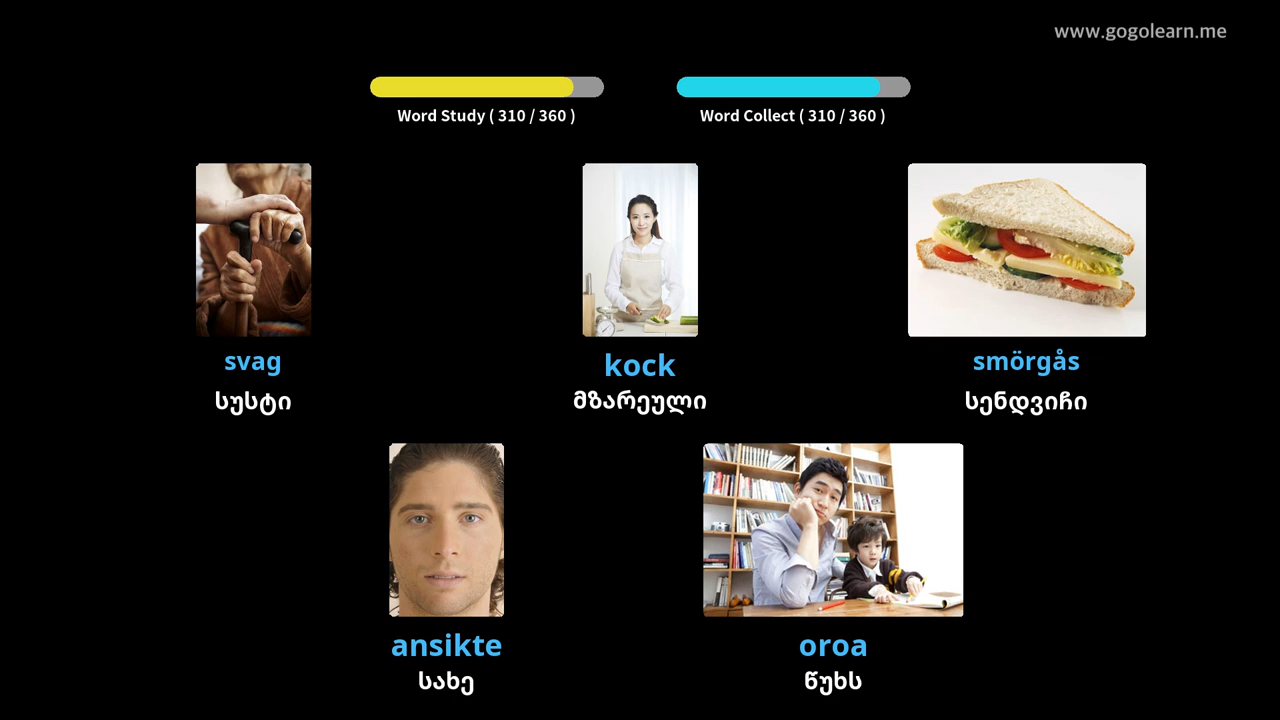 www.gogolearn.me
Word Study ( 310 / 360 )
Word Collect ( 310 / 360 )
svag
kock
smörgås
სუსტი
მზარეული
სენდვიჩი
ansikte
oroa
სახე
წუხს